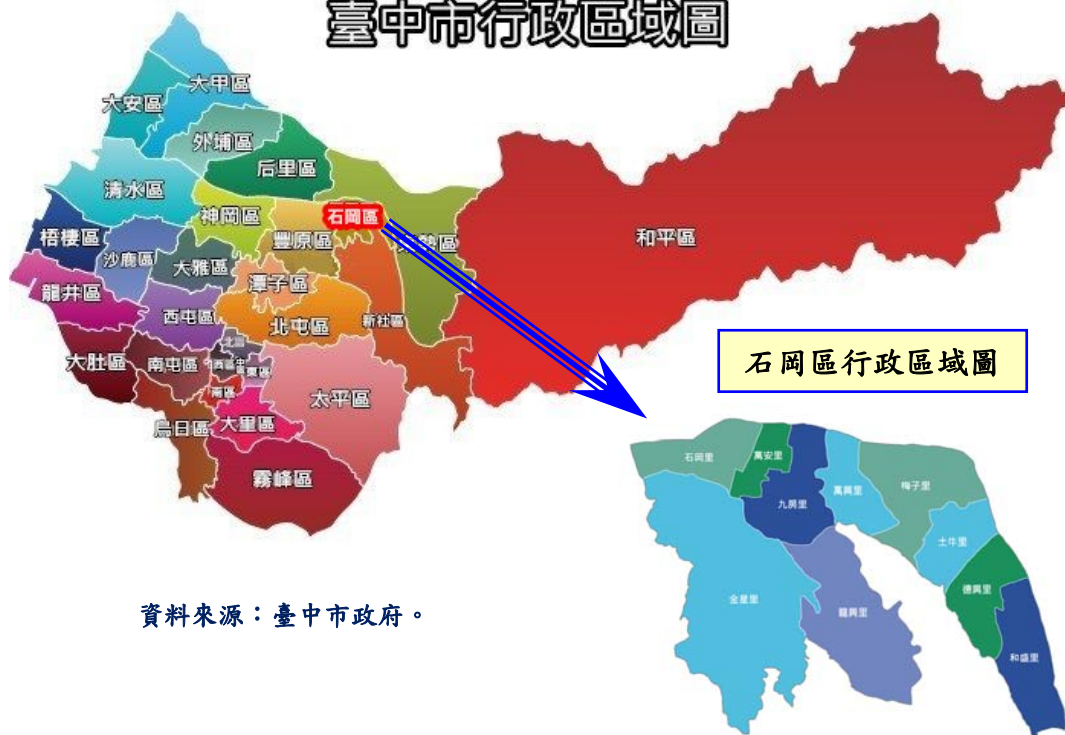 臺中市行政區域圖
大甲區
大安區
外埔區
后里區
清水區
神岡區
石岡區
豐原區
梧棲區
沙鹿區
大雅區
和平區
龍井區
潭子區
西屯區
北屯區
新社區
北區
大肚區
南屯區
西區
中
東區
南區
太平區
烏日區
大里區
霧峰區
石岡區行政區域圖
石岡里
萬安里
九房里
萬興里
梅子里
土牛里
德興里
金星里
龍興里
和盛里
資料來源：臺中市政府。